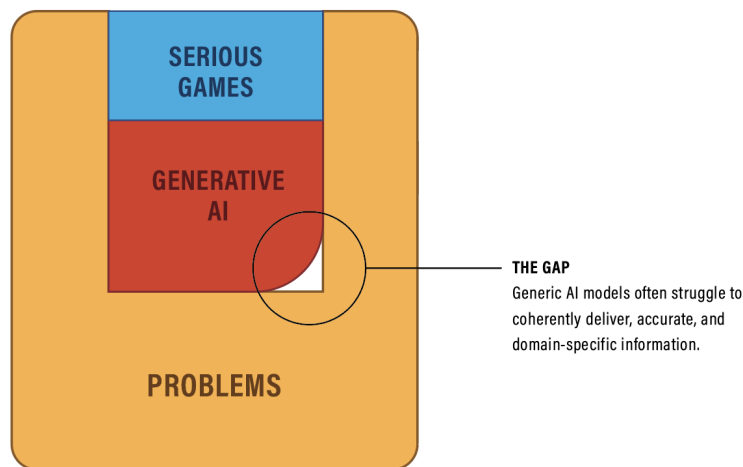 SERIOUS
GAMES
GENERATIVE
AI
THE GAP
Generic AI models often struggle to
coherently deliver, accurate, and
domain-specific information.
PROBLEMS